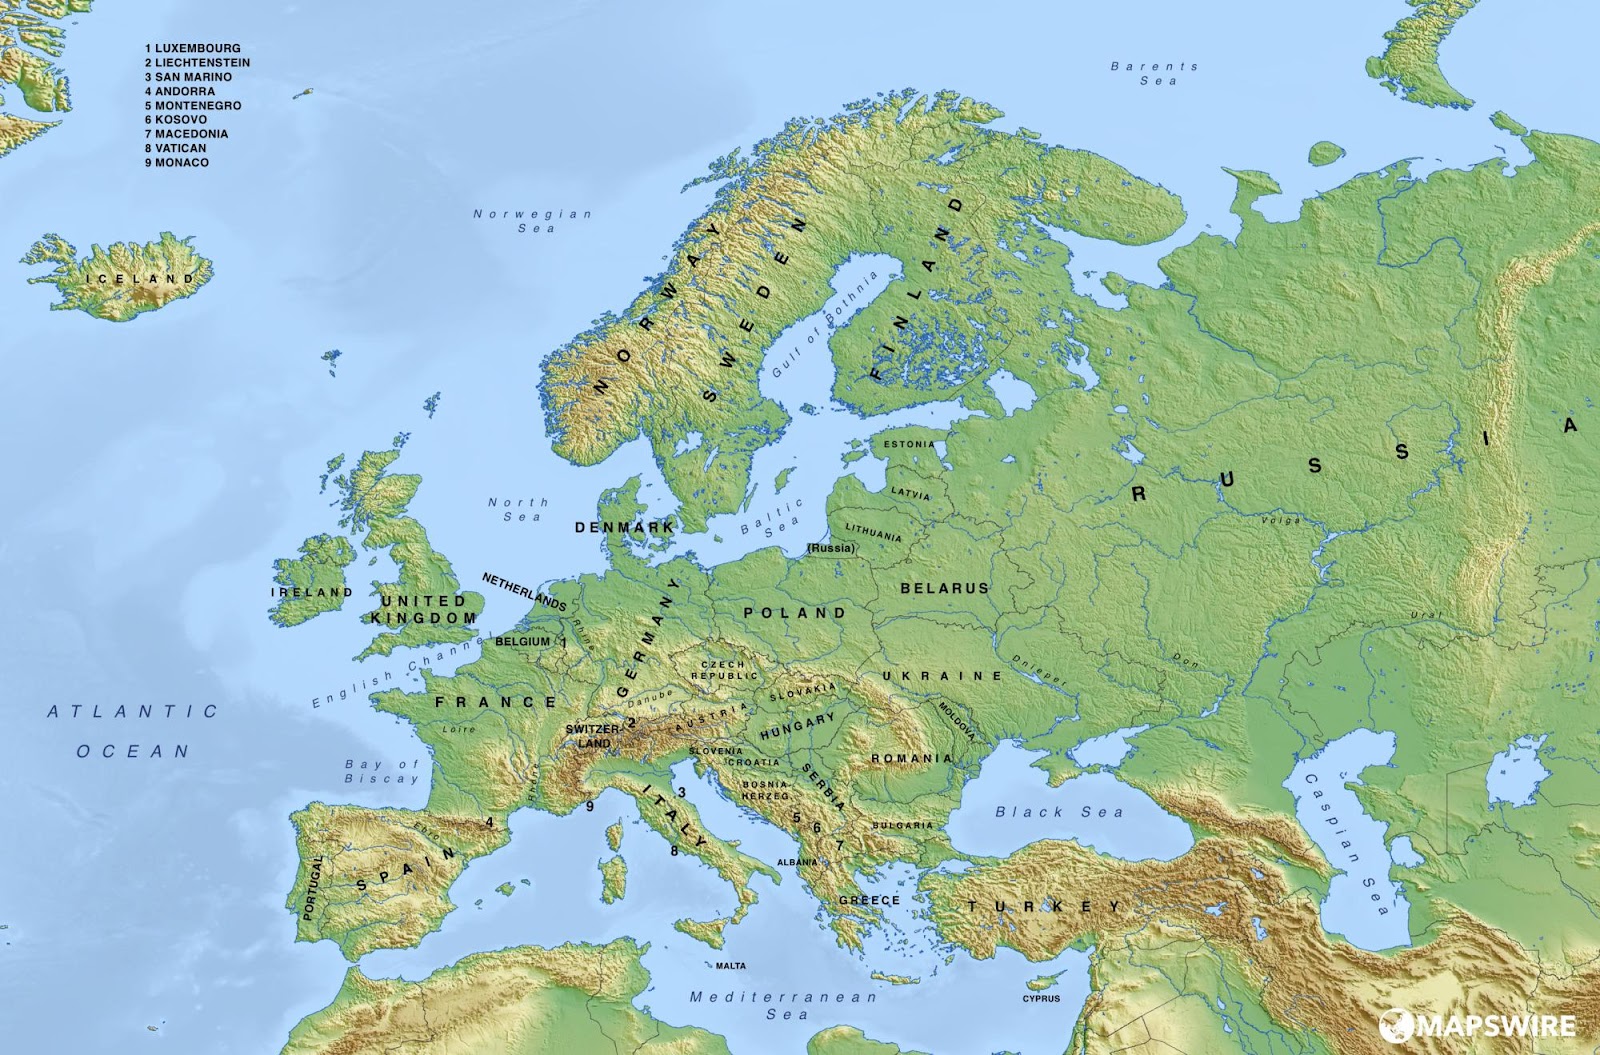 1 LUXEMBOURG
2 LIECHTENSTEIN
3 SAN MARINO
4 ANDORRA
5 MONTENEGRO
6 KOSOVO
7 MACEDONIA
8 VATICAN
9 MONACO
Barents
Sea
Norwegian
Sea
ICELAND
NORWAY
SWEDEN
FINLAND
Gulf of Bothnia
RUSSIA
ESTONIA
LATVIA
LITHUANIA
(Russia)
North
Sea
DENMARK
Baltic
Sea
Volga
IRELAND
UNITED
KINGDOM
NETHERLANDS
BELGIUM
1
Rhine
GERMANY
POLAND
BELARUS
Ural
English Channel
CZECH
REPUBLIC
UKRAINE
Dnieper
Don
ATLANTIC
OCEAN
FRANCE
Loire
Danube
SLOVAKIA
SWITZER-
LAND
2
AUSTRIA
HUNGARY
MOLDOVA
SLOVENIA
CROATIA
ROMANIA
Bay of
Biscay
Rhone
BOSNIA-
HERZEG.
SERBIA
ITALY
3
9
4
5
6
7
8
BULGARIA
Black Sea
Caspian Sea
Ebro
SPAIN
PORTUGAL
ALBANIA
GREECE
TURKEY
MALTA
CYPRUS
Mediterranean
Sea
MAPSWIRE